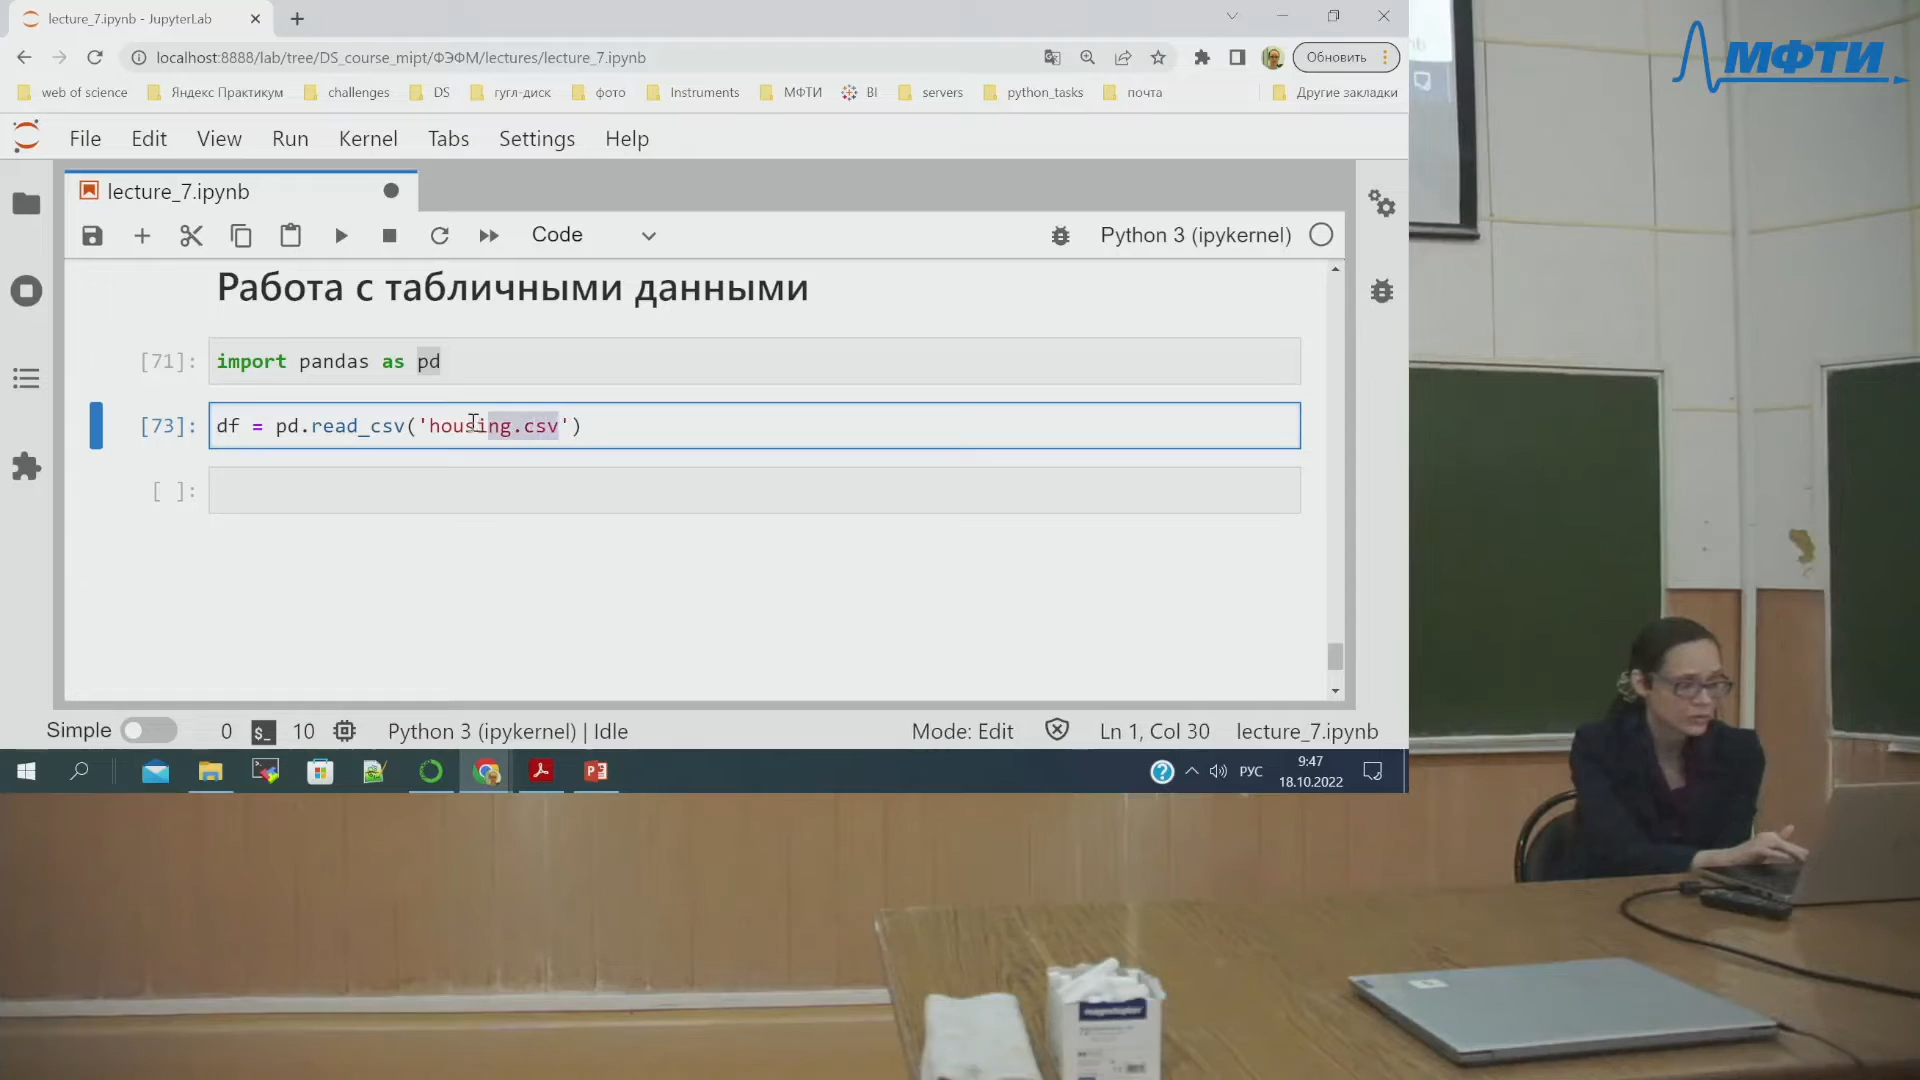 lecture_7.ipynb - JupyterLab
localhost:8888/lab/tree/DS_course_mipt/ФЭФМ/lectures/lecture_7.ipynb
Обновить
web of science
Яндекс Практикум
challenges
DS
гугл-диск
фото
Instruments
МФТИ
BI
servers
python_tasks
почта
Другие закладки
МФТИ
File Edit View Run Kernel Tabs Settings Help
lecture_7.ipynb
Code
Python 3 (ipykernel)
Работа с табличными данными
[71]: import pandas as pd
[73]: df = pd.read_csv('housing.csv')
[ ]:
Simple 0 $_ 10 Python 3 (ipykernel) | Idle Mode: Edit Ln 1, Col 30 lecture_7.ipynb
РУС
9:47
18.10.2022